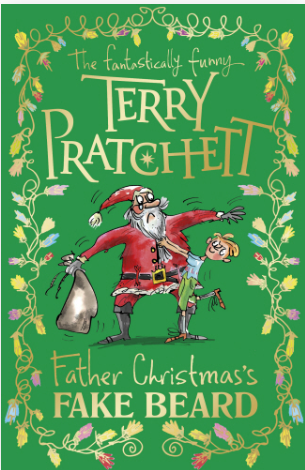 The fantastically funny
TERRY
PRATCHETT
Father Christmas's
FAKE BEARD